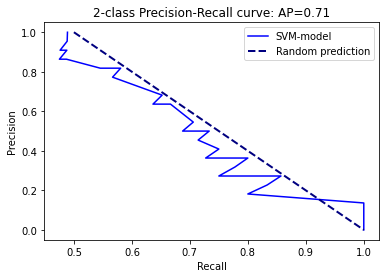 2-class Precision-Recall curve: AP=0.71
SVM-model
Random prediction
Precision
1.0
0.8
0.6
0.4
0.2
0.0
0.5
0.6
0.7
0.8
0.9
1.0
Recall